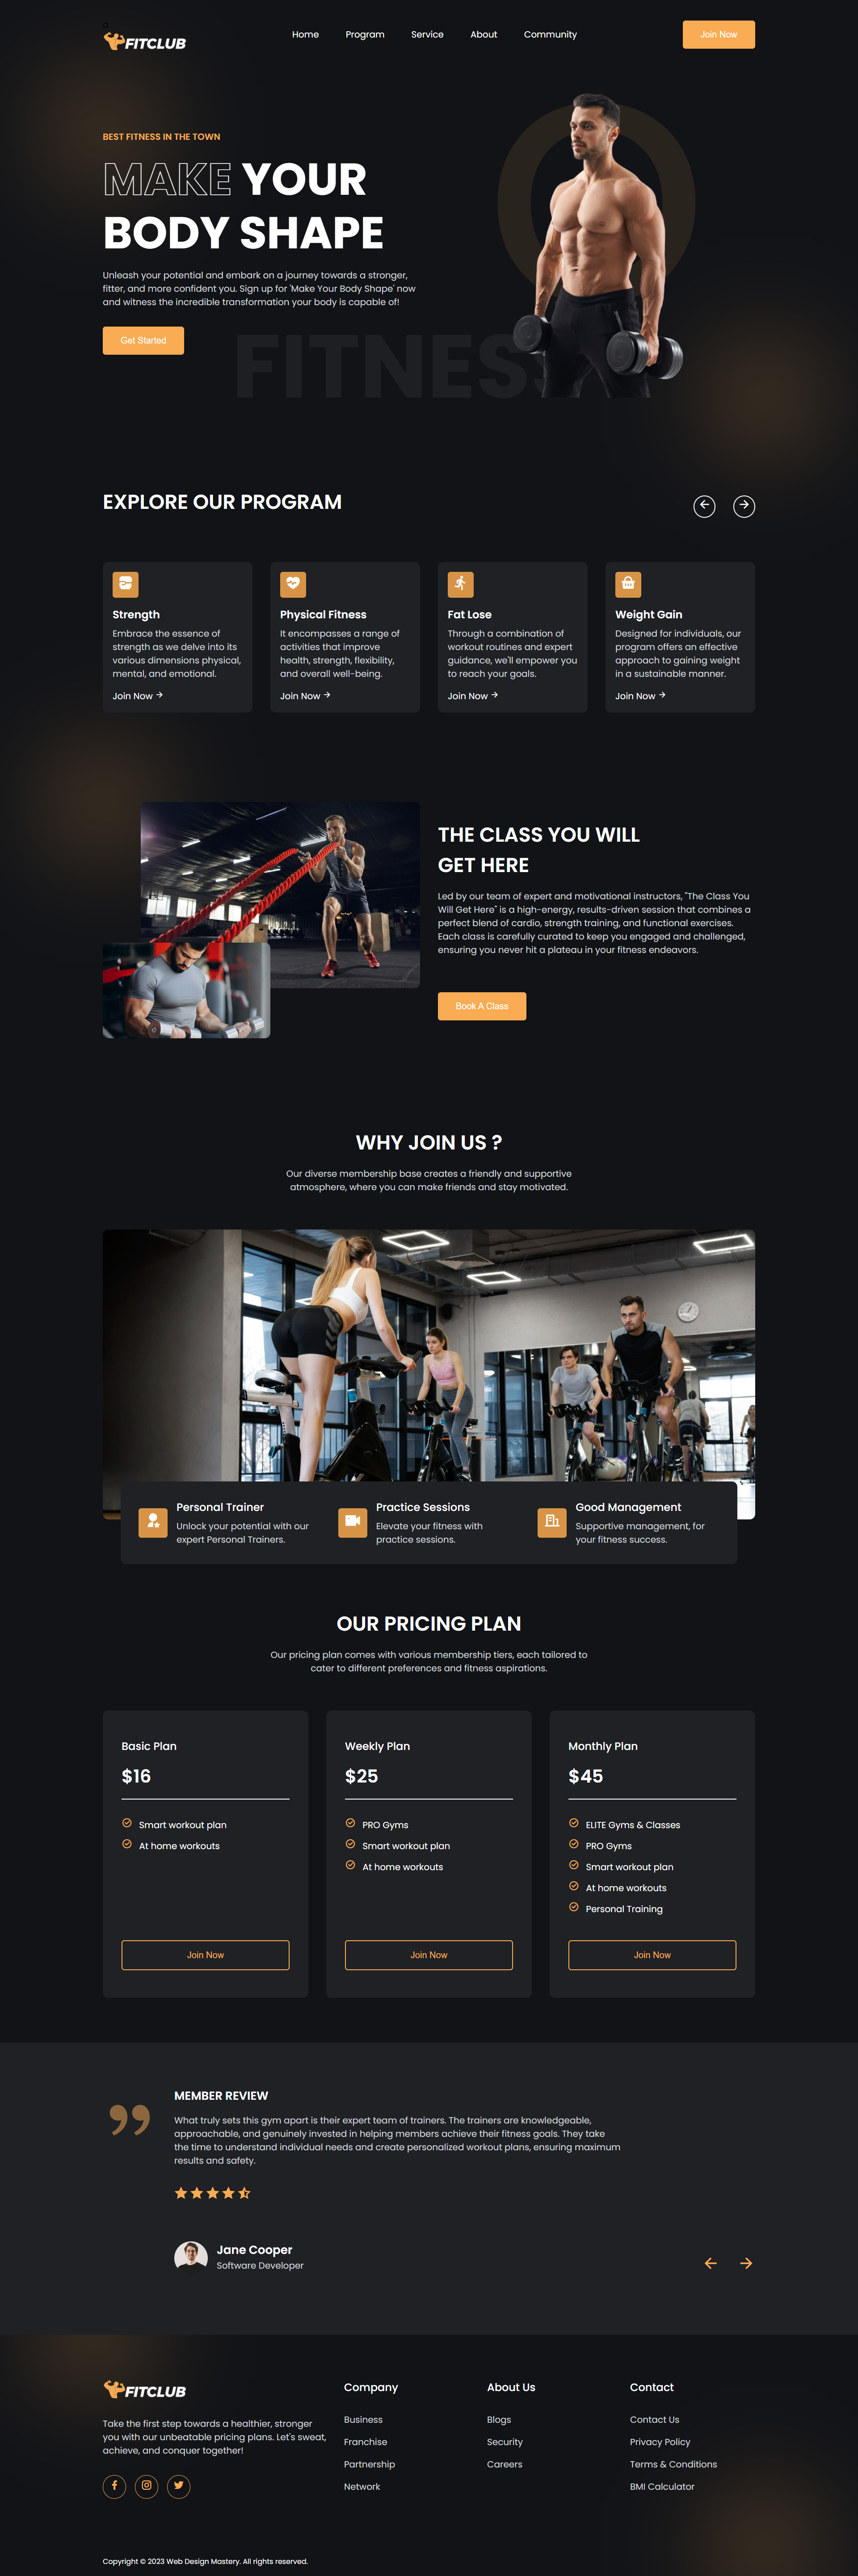 FITCLUB
Home
Program
Service
About
Community
Join Now
BEST FITNESS IN THE TOWN
MAKE YOUR
BODY SHAPE
Unleash your potential and embark on a journey towards a stronger,
fitter, and more confident you. Sign up for 'Make Your Body Shape' now
and witness the incredible transformation your body is capable of!
Get Started
FITNESS
EXPLORE OUR PROGRAM
Strength
Embrace the essence of
strength as we delve into its
various dimensions physical,
mental, and emotional.
Join Now
Physical Fitness
It encompasses a range of
activities that improve
health, strength, flexibility,
and overall well-being.
Join Now
Fat Lose
Through a combination of
workout routines and expert
guidance, we'll empower you
to reach your goals.
Join Now
Weight Gain
Designed for individuals, our
program offers an effective
approach to gaining weight
in a sustainable manner.
Join Now
THE CLASS YOU WILL
GET HERE
Led by our team of expert and motivational instructors, "The Class You
Will Get Here" is a high-energy, results-driven session that combines a
perfect blend of cardio, strength training, and functional exercises.
Each class is carefully curated to keep you engaged and challenged,
ensuring you never hit a plateau in your fitness endeavors.
Book A Class
WHY JOIN US ?
Our diverse membership base creates a friendly and supportive
atmosphere, where you can make friends and stay motivated.
Personal Trainer
Unlock your potential with our
expert Personal Trainers.
Practice Sessions
Elevate your fitness with
practice sessions.
Good Management
Supportive management, for
your fitness success.
OUR PRICING PLAN
Our pricing plan comes with various membership tiers, each tailored to
cater to different preferences and fitness aspirations.
Basic Plan
$16
Smart workout plan
At home workouts
Join Now
Weekly Plan
$25
PRO Gyms
Smart workout plan
At home workouts
Join Now
Monthly Plan
$45
ELITE Gyms & Classes
PRO Gyms
Smart workout plan
At home workouts
Personal Training
Join Now
MEMBER REVIEW
What truly sets this gym apart is their expert team of trainers. The trainers are knowledgeable,
approachable, and genuinely invested in helping members achieve their fitness goals. They take
the time to understand individual needs and create personalized workout plans, ensuring maximum
results and safety.
Jane Cooper
Software Developer
FITCLUB
Take the first step towards a healthier, stronger
you with our unbeatable pricing plans. Let's sweat,
achieve, and conquer together!
Company
Business
Franchise
Partnership
Network
About Us
Blogs
Security
Careers
Contact
Contact Us
Privacy Policy
Terms & Conditions
BMI Calculator
Copyright © 2023 Web Design Mastery. All rights reserved.